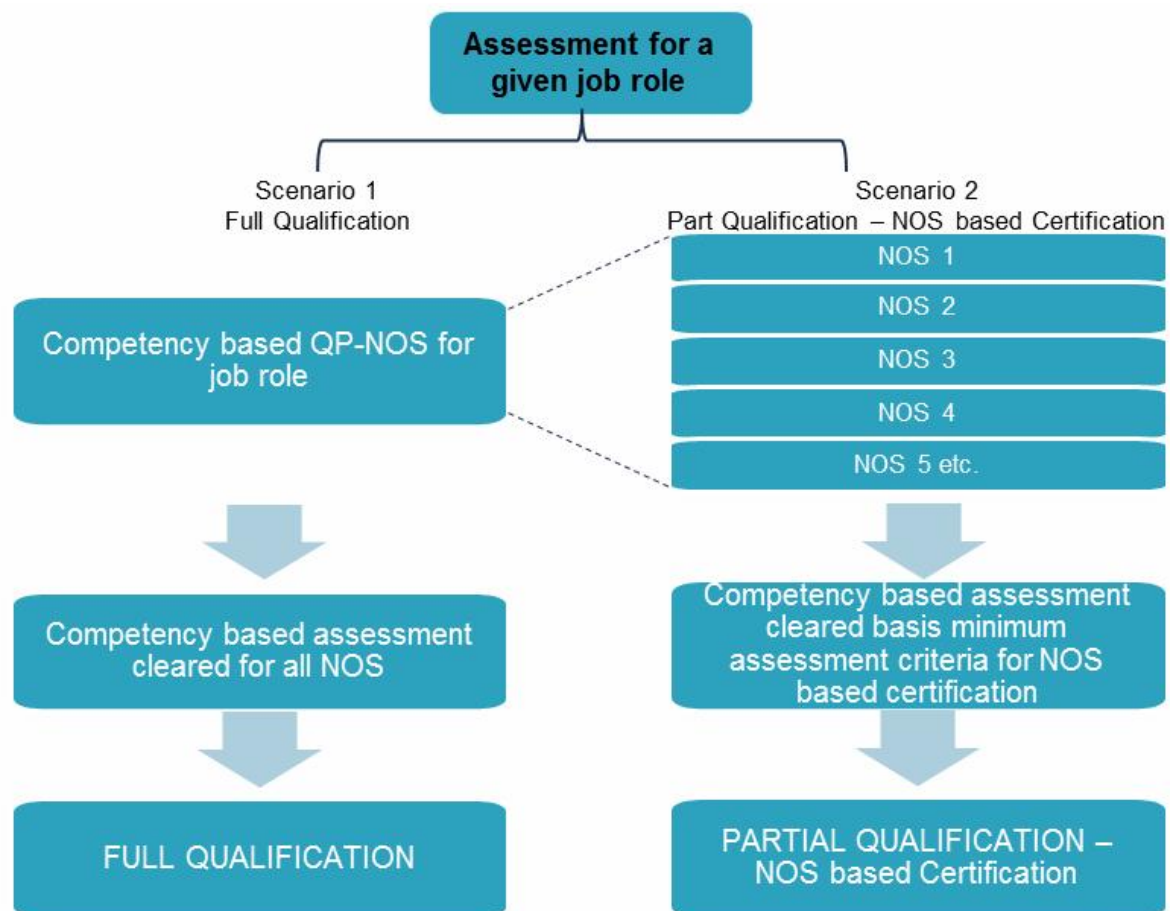 Assessment for a
given job role
Scenario 1
Full Qualification
Scenario 2
Part Qualification – NOS based Certification
NOS 1
NOS 2
NOS 3
NOS 4
NOS 5 etc.
Competency based QP-NOS for
job role
Competency based assessment
cleared for all NOS
Competency based assessment
cleared basis minimum
assessment criteria for NOS
based certification
FULL QUALIFICATION
PARTIAL QUALIFICATION –
NOS based Certification